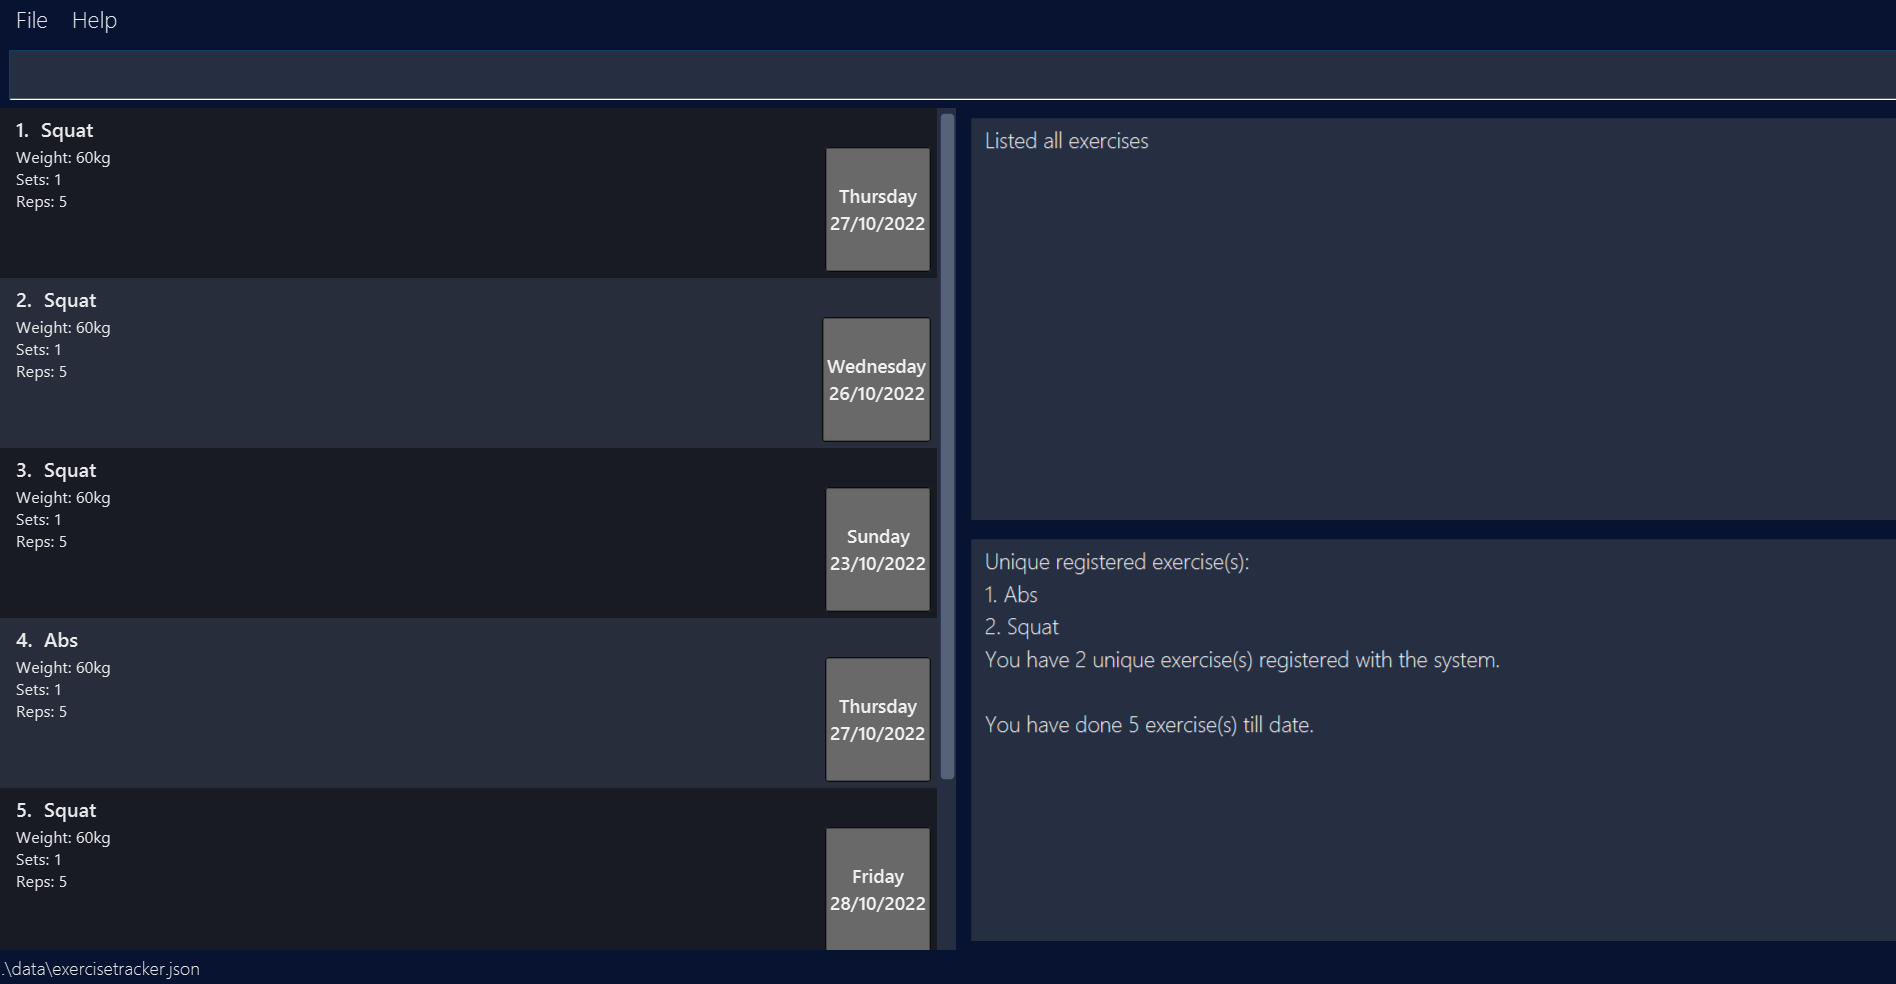 File Help
1. Squat
Weight: 60kg
Sets: 1
Reps: 5
Thursday
27/10/2022
2. Squat
Weight: 60kg
Sets: 1
Reps: 5
Wednesday
26/10/2022
3. Squat
Weight: 60kg
Sets: 1
Reps: 5
Sunday
23/10/2022
4. Abs
Weight: 60kg
Sets: 1
Reps: 5
Thursday
27/10/2022
5. Squat
Weight: 60kg
Sets: 1
Reps: 5
Friday
28/10/2022
Listed all exercises
Unique registered exercise(s):
1. Abs
2. Squat
You have 2 unique exercise(s) registered with the system.
You have done 5 exercise(s) till date.
.\data\exercisetracker.json